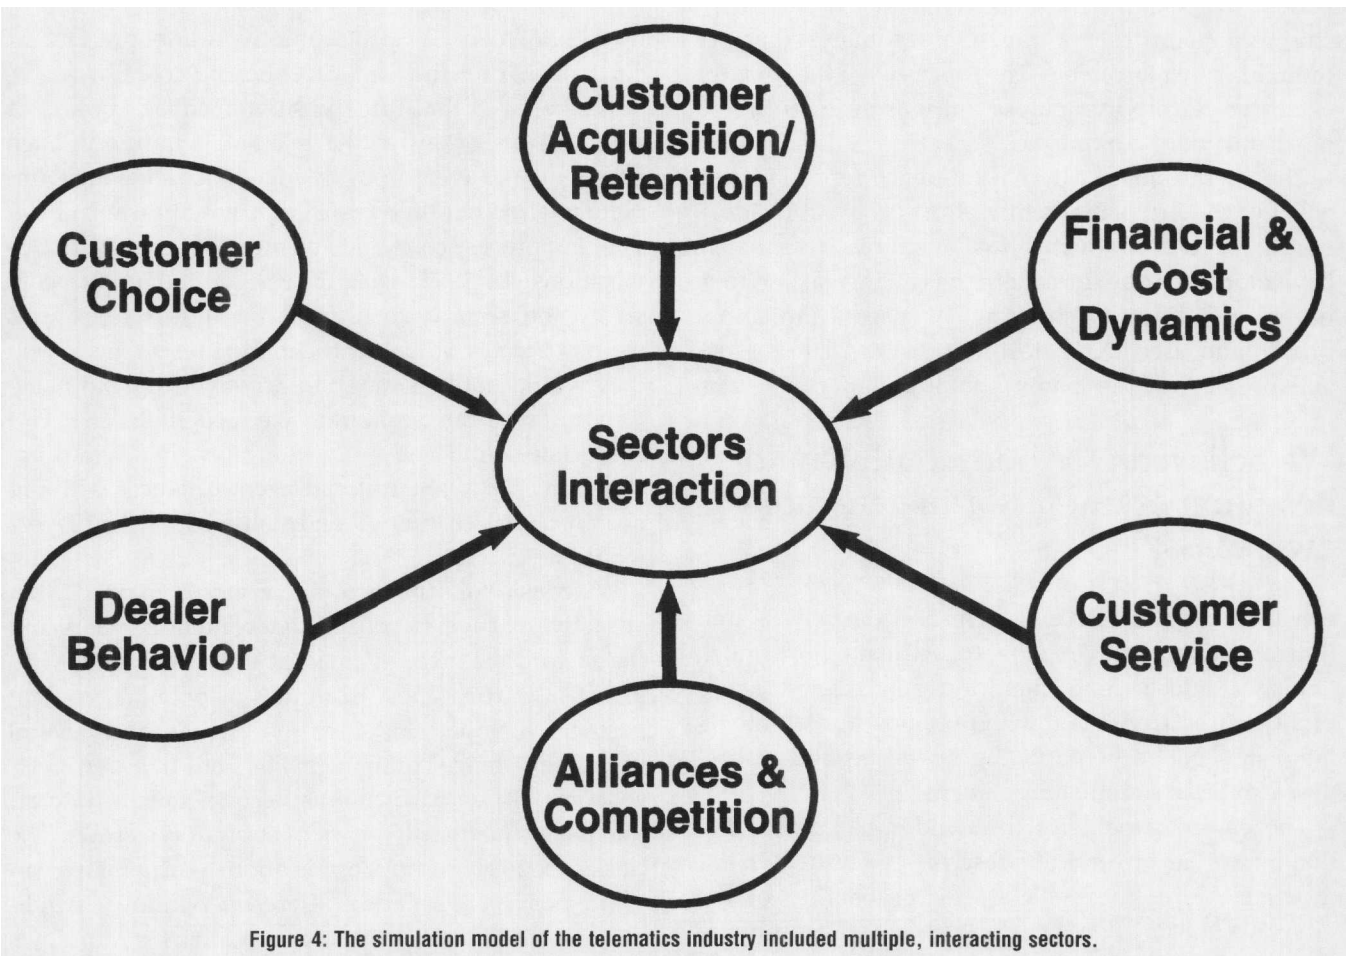 Customer
Acquisition/
Retention
Customer
Choice
Financial &
Cost
Dynamics
Sectors
Interaction
Dealer
Behavior
Customer
Service
Alliances &
Competition
Figure 4: The simulation model of the telematics industry included multiple, interacting sectors.